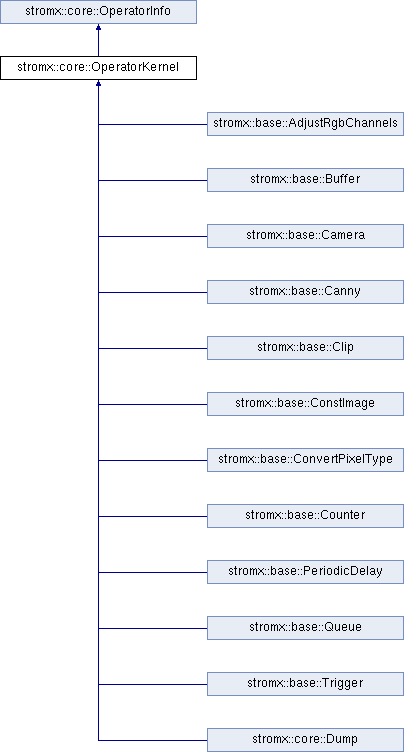 stromx::core::OperatorInfo
stromx::core::OperatorKernel
stromx::base::AdjustRgbChannels
stromx::base::Buffer
stromx::base::Camera
stromx::base::Canny
stromx::base::Clip
stromx::base::ConstImage
stromx::base::ConvertPixelType
stromx::base::Counter
stromx::base::PeriodicDelay
stromx::base::Queue
stromx::base::Trigger
stromx::core::Dump